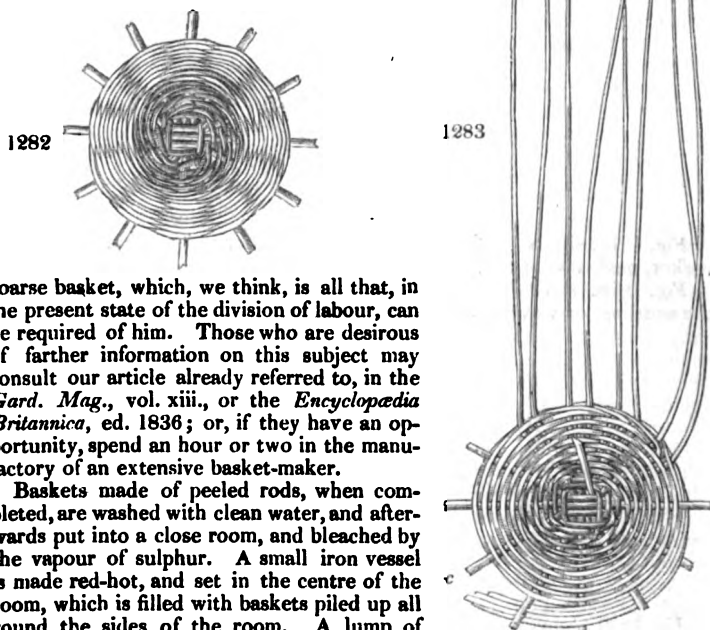 1282
1283
oarse basket, which, we think, is all that, in
he present state of the division of labour, can
e required of him. Those who are desirous
f farther information on this subject may
onsult our article already referred to, in the
Gard. Mag., vol. xiii., or the Encyclopædia
Britannica, ed. 1836; or, if they have an op-
ortunity, spend an hour or two in the manu-
actory of an extensive basket-maker.
Baskets made of peeled rods, when com-
leted, are washed with clean water, and after-
wards put into a close room, and bleached by
he vapour of sulphur. A small iron vessel
s made red-hot, and set in the centre of the
oom, which is filled with baskets piled up all
round the sides of the room. A lump of
c